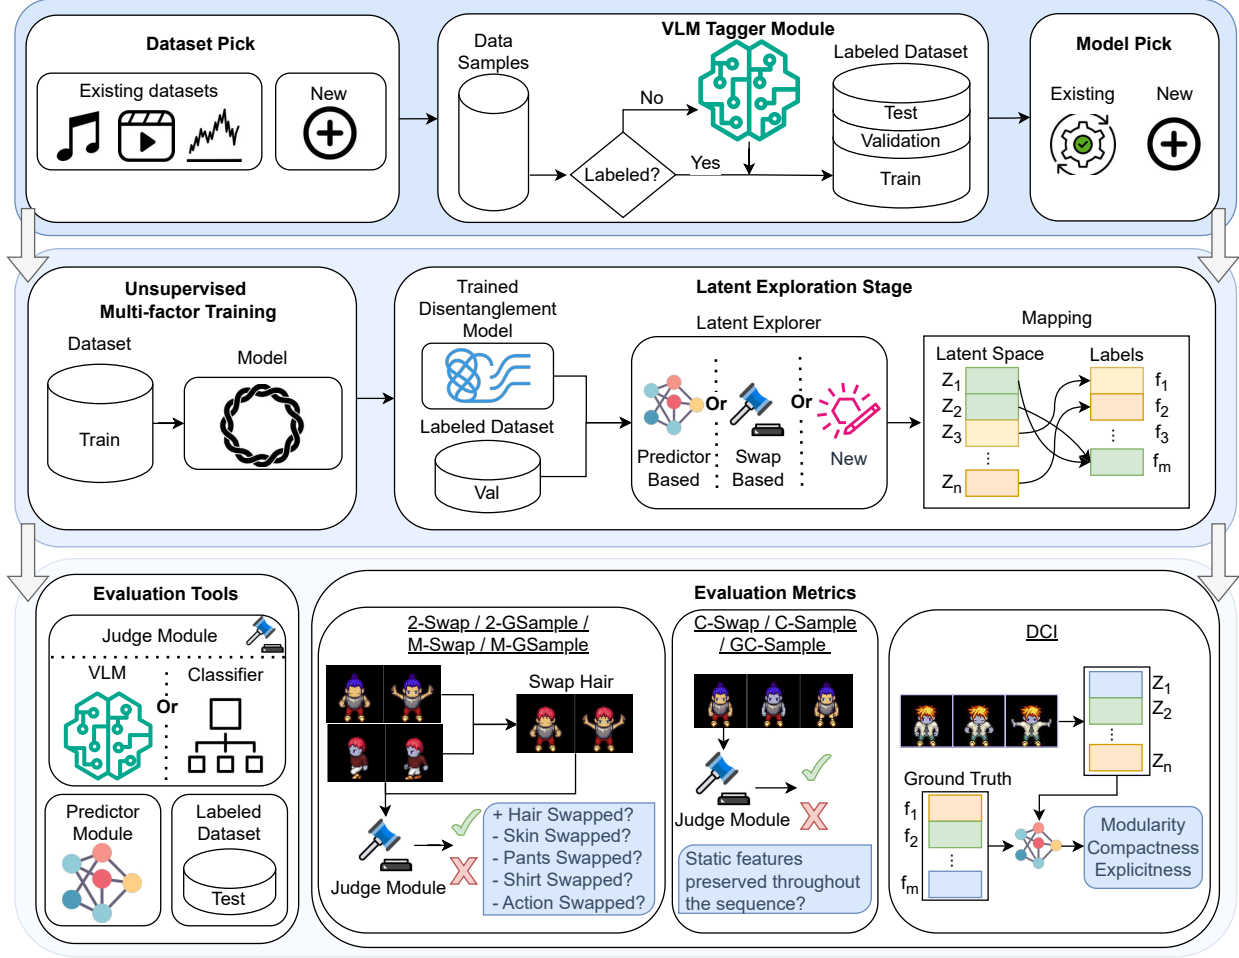 Dataset Pick
Existing datasets
New
VLM Tagger Module
Data
Samples
No
Labeled?
Yes
Labeled Dataset
Test
Validation
Train
Model Pick
Existing
New
Unsupervised
Multi-factor Training
Dataset
Train
Model
Latent Exploration Stage
Trained
Disentanglement
Model
Labeled Dataset
Val
Latent Explorer
Or
Or
Predictor
Based
Swap
Based
New
Mapping
Latent Space
Labels
Z1
Z2
Z3
Zn
f1
f2
f3
fm
Evaluation Tools
Judge Module
VLM
Or
Classifier
Predictor
Module
Labeled
Dataset
Test
Evaluation Metrics
2-Swap / 2-GSample /
M-Swap / M-GSample
Swap Hair
Judge Module
+ Hair Swapped?
- Skin Swapped?
- Pants Swapped?
- Shirt Swapped?
- Action Swapped?
C-Swap / C-Sample
/ GC-Sample
Judge Module
Static features
preserved throughout
the sequence?
DCI
Z1
Z2
Zn
Ground Truth
f1
f2
fm
Modularity
Compactness
Explicitness